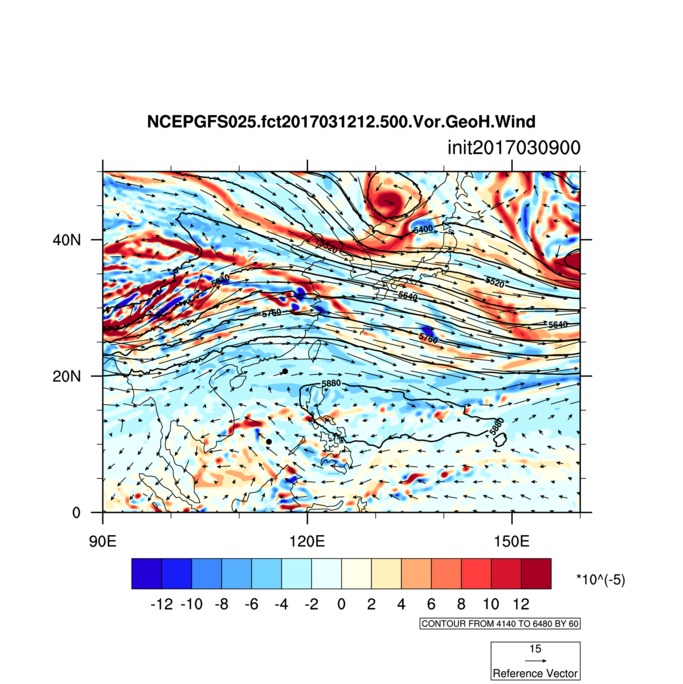 NCEPGFS025.fct2017031212.500.Vor.GeoH.Wind
init2017030900
5400
5520
40N
5640
5520
5640
5760
5640
5760
20N
5880
5880
0
90E 120E 150E
-12 -10 -8 -6 -4 -2 0 2 4 6 8 10 12
*10^(-5)
CONTOUR FROM 4140 TO 6480 BY 60
15
Reference Vector